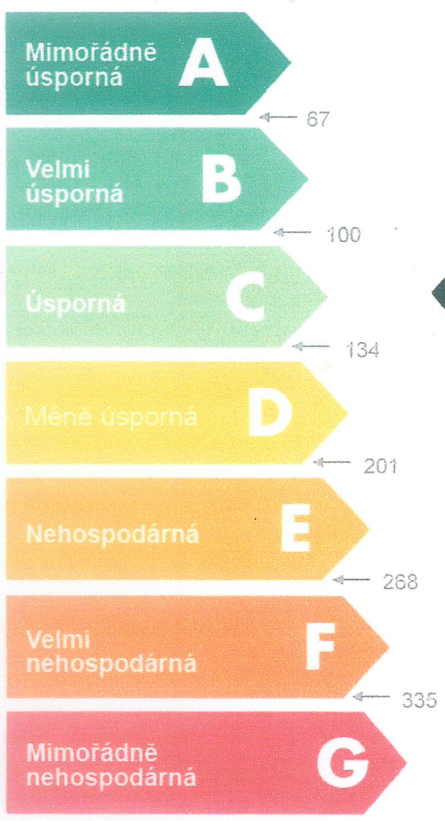 Mimořádně
úsporná
A
67
Velmi
úsporná
B
100
Úsporná
C
134
Méně úsporná
D
201
Nehospodárná
E
268
Velmi
nehospodárná
F
335
Mimořádně
nehospodárná
G